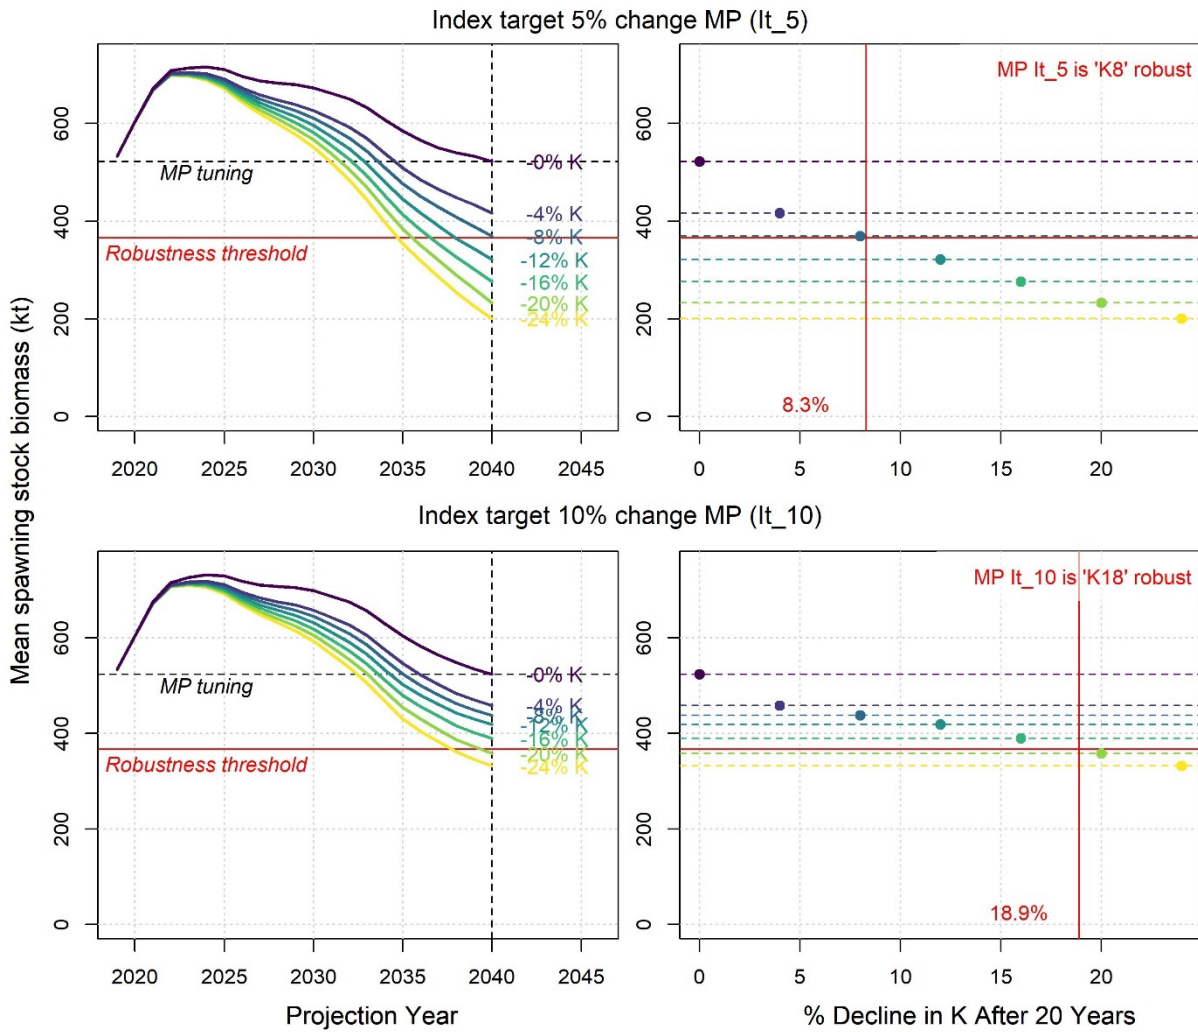 Index target 5% change MP (It_5)
MP It_5 is 'K8' robust
600
400
200
0
MP tuning
Robustness threshold
-0% K
-4% K
-8% K
-12% K
-16% K
-20% K
-24% K
8.3%
2020 2025 2030 2035 2040 2045
0 5 10 15 20
Mean spawning stock biomass (kt)
Index target 10% change MP (It_10)
MP It_10 is 'K18' robust
600
400
200
0
MP tuning
Robustness threshold
-0% K
-4% K
-8% K
-12% K
-16% K
-20% K
-24% K
18.9%
2020 2025 2030 2035 2040 2045
0 5 10 15 20
Projection Year
% Decline in K After 20 Years